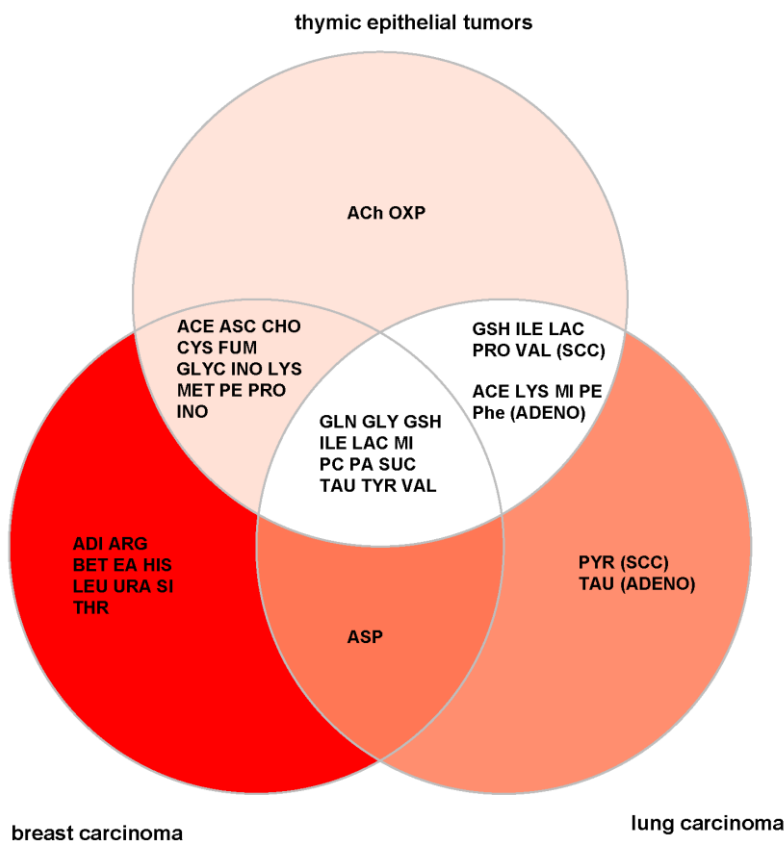 thymic epithelial tumors
ACh OXP
ACE ASC CHO
CYS FUM
GLYC INO LYS
MET PE PRO
INO
GSH ILE LAC
PRO VAL (SCC)
ACE LYS MI PE
Phe (ADENO)
GLN GLY GSH
ILE LAC MI
PC PA SUC
TAU TYR VAL
ADI ARG
BET EA HIS
LEU URA SI
THR
PYR (SCC)
TAU (ADENO)
ASP
breast carcinoma
lung carcinoma